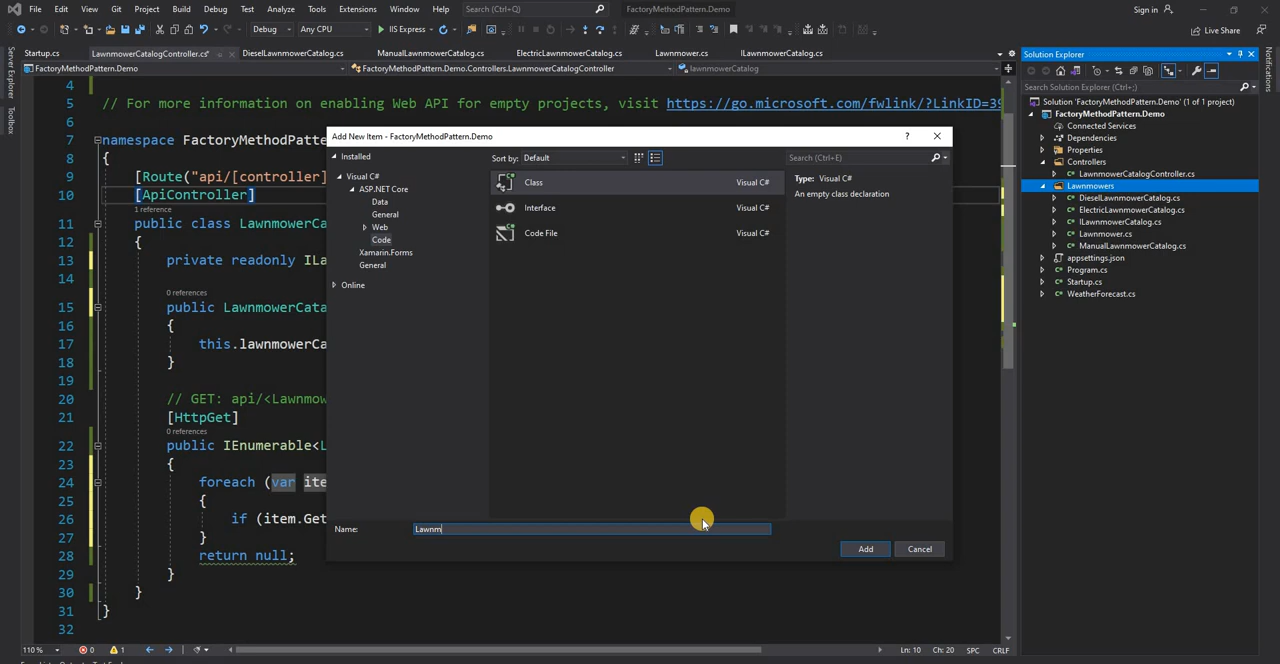 File Edit View Git Project Build Debug Test Analyze Tools Extensions Window Help Search (Ctrl+Q) FactoryMethodPattern.Demo Sign in
Debug Any CPU IIS Express Live Share
Startup.cs LawnmowerCatalogController.cs* DieselLawnmowerCatalog.cs ManualLawnmowerCatalog.cs ElectricLawnmowerCatalog.cs Lawnmower.cs ILawnmowerCatalog.cs
FactoryMethodPattern.Demo FactoryMethodPattern.Demo.Controllers.LawnmowerCatalogController lawnmowerCatalog
Server Explorer
Toolbox
Notifications
4
5 // For more information on enabling Web API for empty projects, visit https://go.microsoft.com/fwlink/?LinkID=39
6
7 namespace FactoryMethodPatte
8 {
9 [Route("api/[controller]
10 [ApiController]
1 reference
11 public class LawnmowerCa
12 {
13 private readonly ILa
14
0 references
15 public LawnmowerCata
16 {
17 this.lawnmowerCa
18 }
19
20 // GET: api/<Lawnmow
21 [HttpGet]
0 references
22 public IEnumerable<L
23 {
24 foreach (var ite
25 {
26 if (item.Get
27 }
28 return null;
29 }
30 }
31 }
32
Add New Item - FactoryMethodPattern.Demo ?
Installed
Visual C#
ASP.NET Core
Data
General
Web
Code
Xamarin.Forms
General
Online
Sort by: Default
Class Visual C#
Interface Visual C#
Code File Visual C#
Search (Ctrl+E)
Type: Visual C#
An empty class declaration
Name: Lawnm
Add Cancel
Solution Explorer
Search Solution Explorer (Ctrl+;)
Solution 'FactoryMethodPattern.Demo' (1 of 1 project)
FactoryMethodPattern.Demo
Connected Services
Dependencies
Properties
Controllers
LawnmowerCatalogController.cs
Lawnmowers
DieselLawnmowerCatalog.cs
ElectricLawnmowerCatalog.cs
ILawnmowerCatalog.cs
Lawnmower.cs
ManualLawnmowerCatalog.cs
appsettings.json
Program.cs
Startup.cs
WeatherForecast.cs
110 % 0 1 Ln: 10 Ch: 20 SPC CRLF